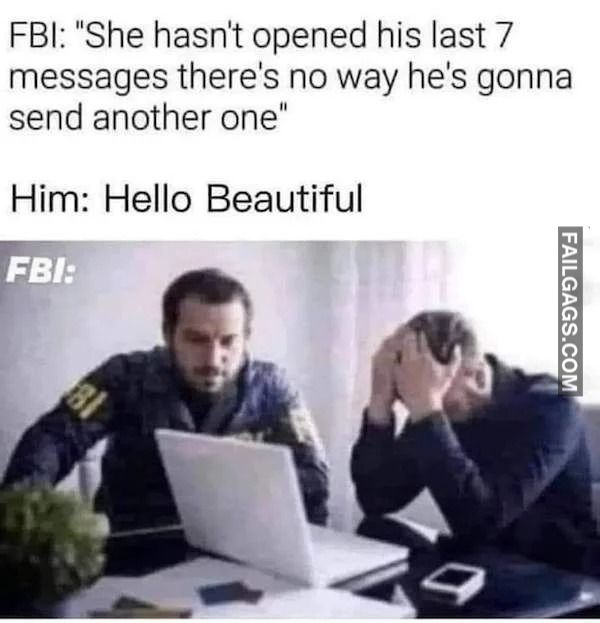 FBI: "She hasn't opened his last 7
messages there's no way he's gonna
send another one"
Him: Hello Beautiful
FBI:
FBI
FAILGAGS.COM